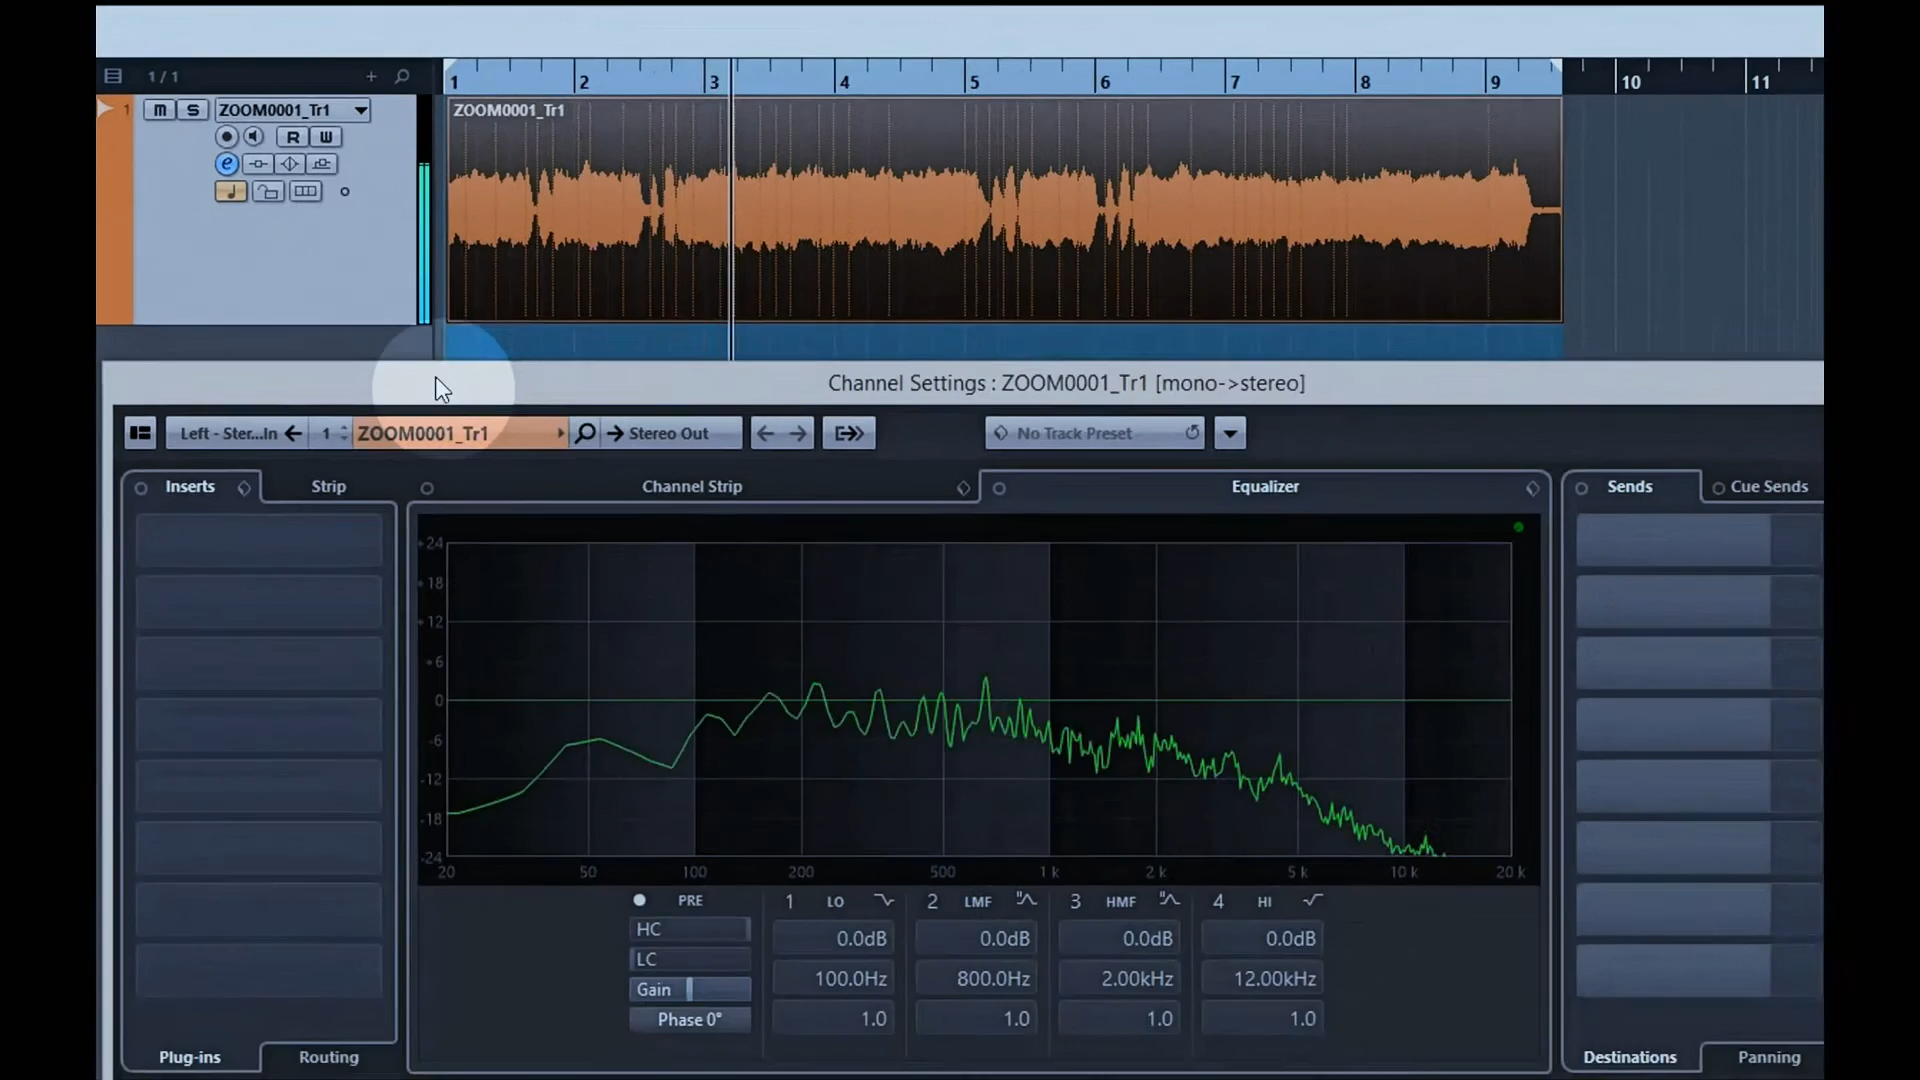 1 / 1 + 1 2 3 4 5 6 7 8 9 10 11
1 M S ZOOM0001_Tr1
ZOOM0001_Tr1
R W
e
Channel Settings : ZOOM0001_Tr1 [mono->stereo]
Left - Ster...In 1 ZOOM0001_Tr1 Stereo Out No Track Preset
Inserts Strip Channel Strip Equalizer Sends Cue Sends
+24
+18
+12
+6
0
-6
-12
-18
-24
20 50 100 200 500 1 k 2 k 5 k 10 k 20 k
PRE 1 LO 2 LMF 3 HMF 4 HI
HC 0.0dB 0.0dB 0.0dB 0.0dB
LC
Gain 100.0Hz 800.0Hz 2.00kHz 12.00kHz
Phase 0° 1.0 1.0 1.0 1.0
Plug-ins Routing Destinations Panning